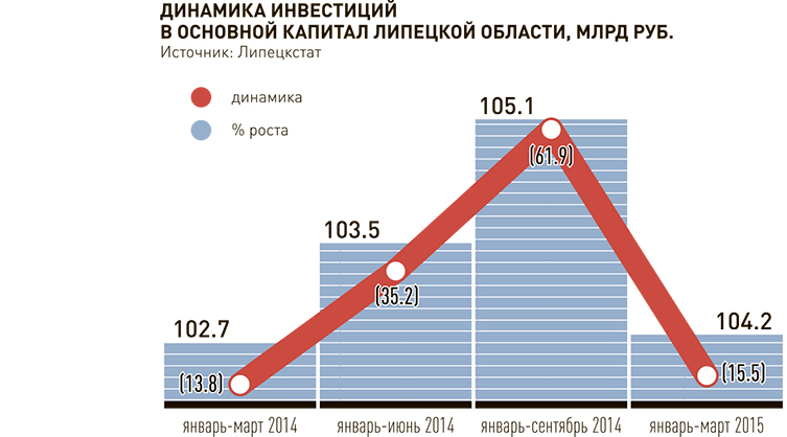 ДИНАМИКА ИНВЕСТИЦИЙ
В ОСНОВНОЙ КАПИТАЛ ЛИПЕЦКОЙ ОБЛАСТИ, МЛРД РУБ.
Источник: Липецкстат
динамика
% роста
105.1
(61.9)
103.5
(35.2)
102.7
(13.8)
104.2
(15.5)
январь-март 2014
январь-июнь 2014
январь-сентябрь 2014
январь-март 2015